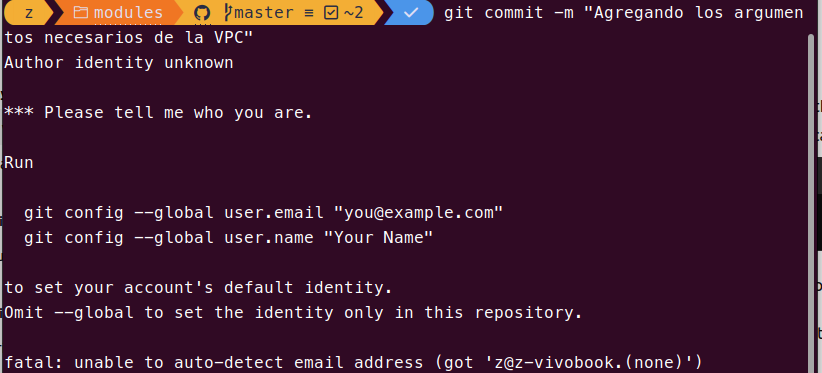 z modules master ≡ ~2 git commit -m "Agregando los argumen
tos necesarios de la VPC"
Author identity unknown
*** Please tell me who you are.
Run
git config --global user.email "you@example.com"
git config --global user.name "Your Name"
to set your account's default identity.
Omit --global to set the identity only in this repository.
fatal: unable to auto-detect email address (got 'z@z-vivobook.(none)')